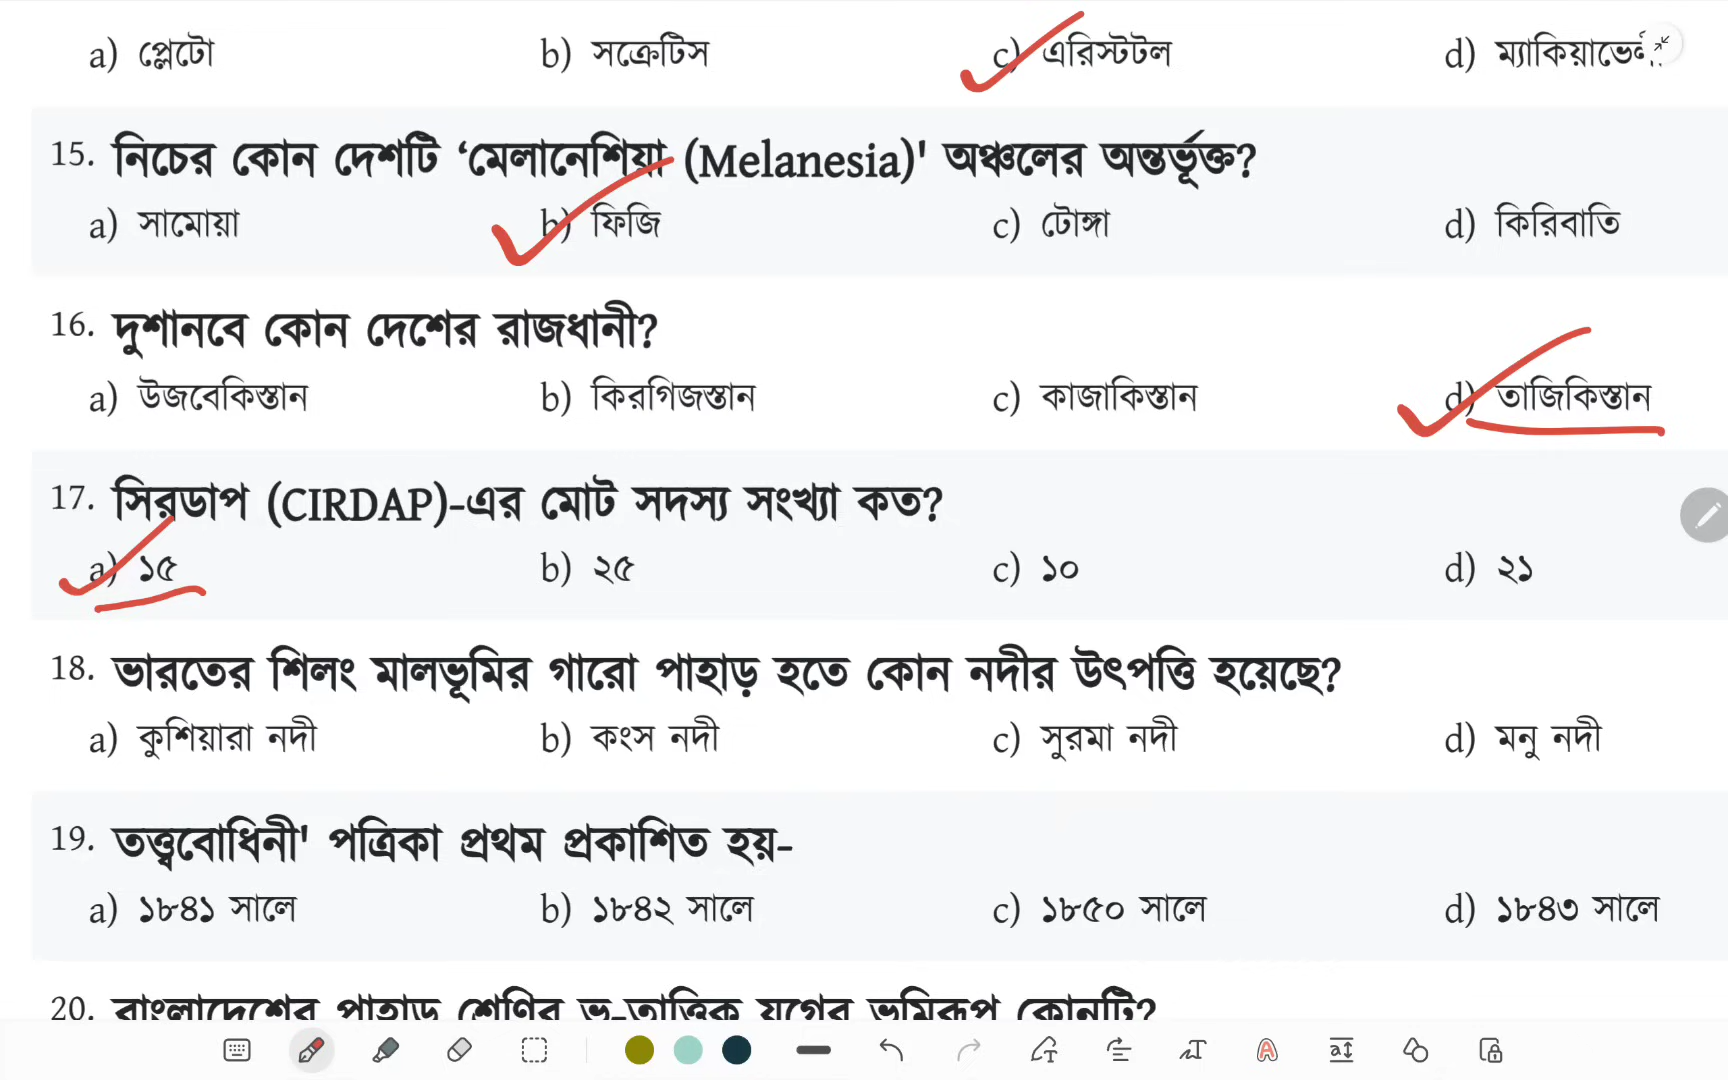 a) প্লেটো b) সক্রেটিস c) এরিস্টটল d)
15. নিচের কোন দেশটি ‘মেলানেশিয়া (Melanesia)' অঞ্চলের অন্তর্ভূক্ত?
a) সামোয়া b) ফিজি c) টোঙ্গা d) কিরিবাতি
16. দুশানবে কোন দেশের রাজধানী?
a) উজবেকিস্তান b) কিরগিজস্তান c) কাজাকিস্তান d) তাজিকিস্তান
17. সিরডাপ (CIRDAP)-এর মোট সদস্য সংখ্যা কত?
a) ১৫ b) ২৫ c) ১০ d) ২১
18. ভারতের শিলং মালভূমির গারো পাহাড় হতে কোন নদীর উৎপত্তি হয়েছে?
a) কুশিয়ারা নদী b) কংস নদী c) সুরমা নদী d) মনু নদী
19. তত্ত্ববোধিনী' পত্রিকা প্রথম প্রকাশিত হয়-
a) ১৮৪১ সালে b) ১৮৪২ সালে c) ১৮৫০ সালে d) ১৮৪৩ সালে
20. বাংলাদেশের পাহাড় শ্রেণির ভূ-তাত্ত্বিক যুগের ভূমিরূপ কোনটি?